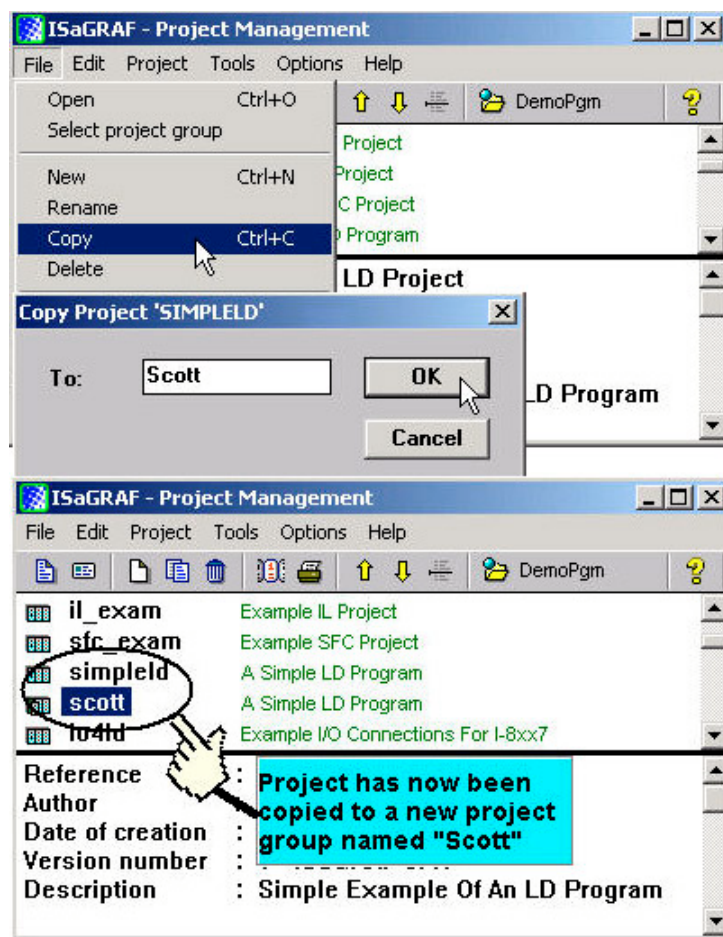 ISaGRAF - Project Management
File Edit Project Tools Options Help
Open Ctrl+O
Select project group
New Ctrl+N
Rename
Copy Ctrl+C
Delete
DemoPgm
Project
Project
C Project
Program
LD Project
Copy Project 'SIMPLELD'
To: Scott
OK
Cancel
LD Program
ISaGRAF - Project Management
File Edit Project Tools Options Help
DemoPgm
il_exam Example IL Project
sfc_exam Example SFC Project
simpleld A Simple LD Program
scott A Simple LD Program
io4ld Example I/O Connections For I-8xx7
Reference :
Author
Date of creation :
Version number :
Description : Simple Example Of An LD Program
Project has now been
copied to a new project
group named "Scott"